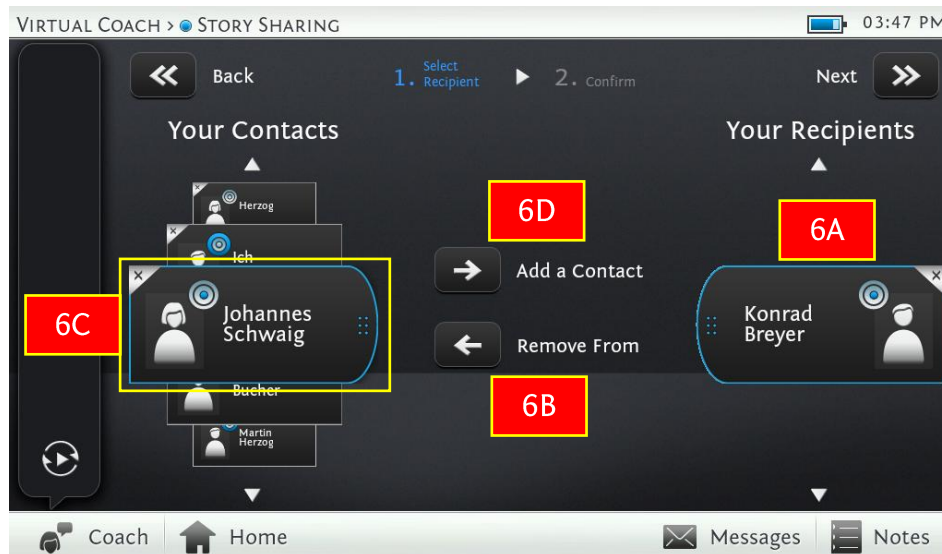 VIRTUAL COACH > STORY SHARING
03:47 PM
Back
1. Select Recipient
2. Confirm
Next
Your Contacts
Your Recipients
Herzog
Ich
Johannes
Schwaig
Bucher
Martin
Herzog
6C
6D
Add a Contact
Remove From
6B
6A
Konrad
Breyer
Coach
Home
Messages
Notes